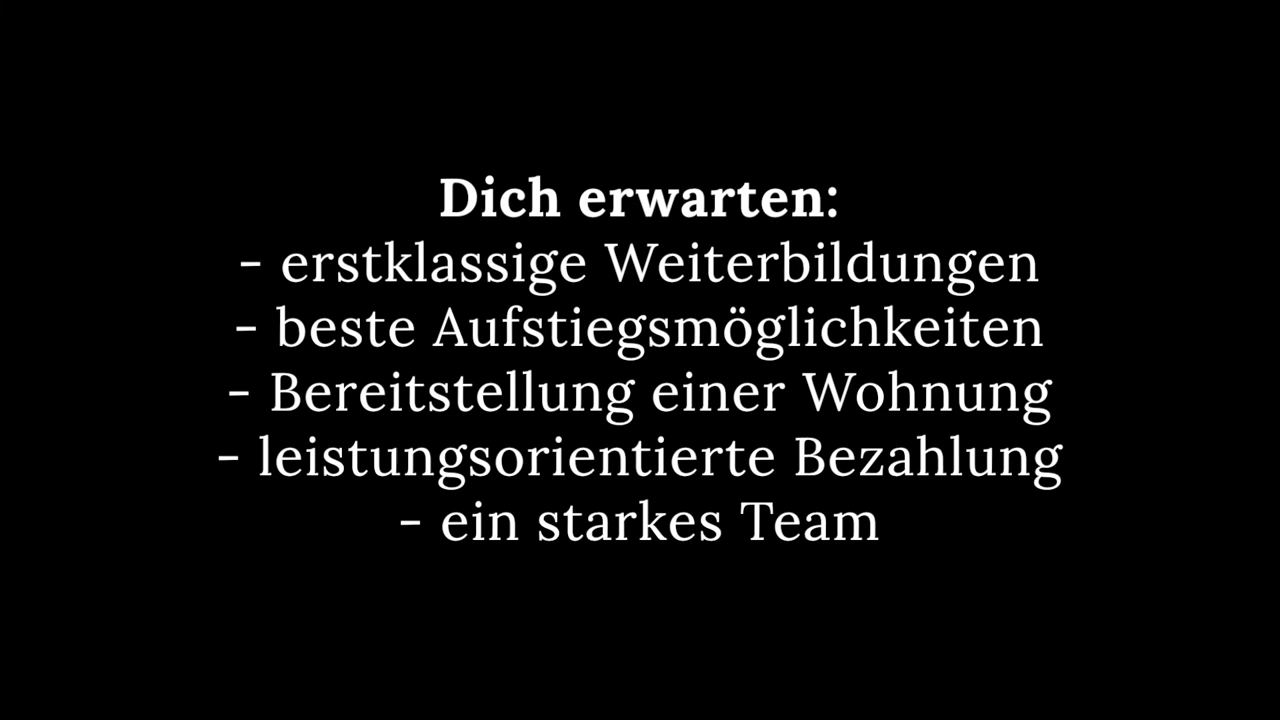 Dich erwarten:
- erstklassige Weiterbildungen
- beste Aufstiegsmöglichkeiten
- Bereitstellung einer Wohnung
- leistungsorientierte Bezahlung
- ein starkes Team